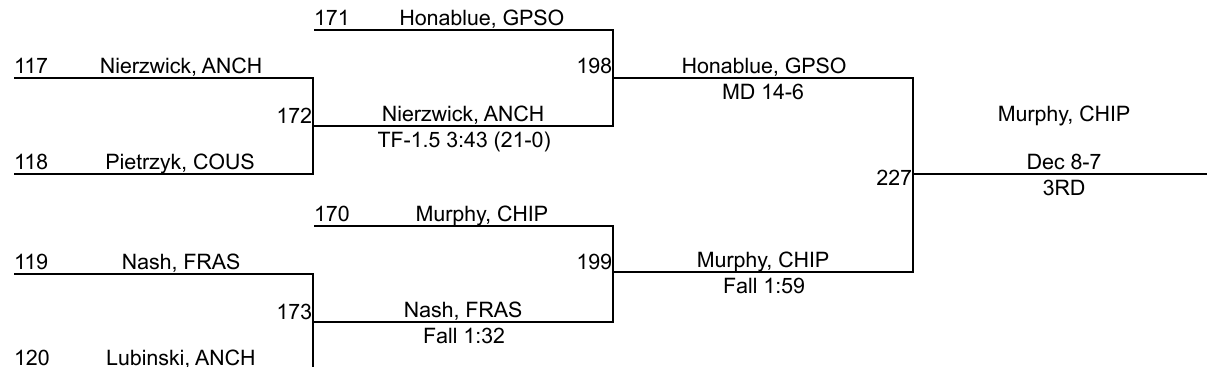 171 Honablue, GPSO
117 Nierzwick, ANCH
198 Honablue, GPSO
MD 14-6
172 Nierzwick, ANCH
TF-1.5 3:43 (21-0)
Murphy, CHIP
118 Pietrzyk, COUS
Dec 8-7
227
3RD
170 Murphy, CHIP
119 Nash, FRAS
199 Murphy, CHIP
Fall 1:59
173 Nash, FRAS
Fall 1:32
120 Lubinski, ANCH